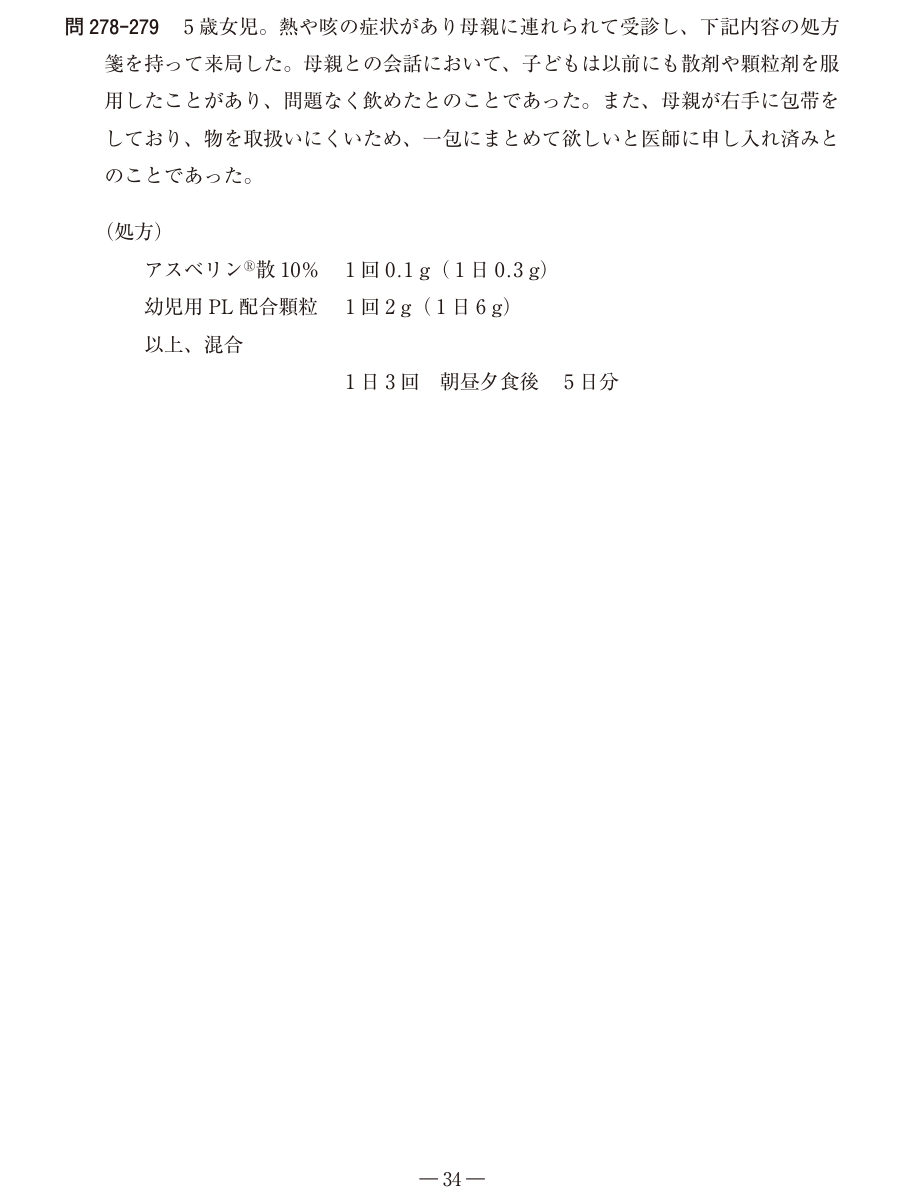 問 278-279 5歳女児。熱や咳の症状があり母親に連れられて受診し、下記内容の処方
箋を持って来局した。母親との会話において、子どもは以前にも散剤や顆粒剤を服
用したことがあり、問題なく飲めたとのことであった。また、母親が右手に包帯を
しており、物を取扱いにくいため、一包にまとめて欲しいと医師に申し入れ済みと
のことであった。
（処方）
アスベリン®散 10% 1回 0.1 g（1日 0.3 g）
幼児用 PL 配合顆粒 1回 2 g（1日 6 g）
以上、混合
1日3回 朝昼夕食後 5日分
— 34 —